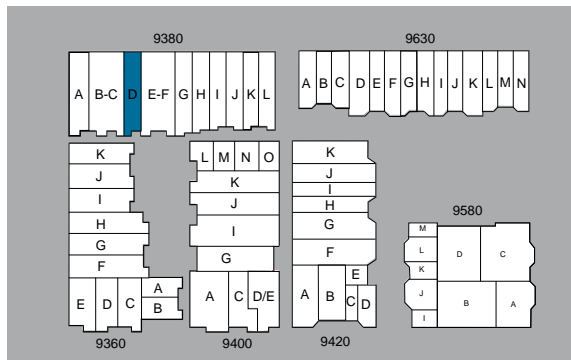 9380
9630
A B-C D E-F G H I J K L
A B C D E F G H I J K L M N
K
J
I
H
G
F
E D C
A
B
9360
L M N O
K
J
I
G
A C D/E
9400
K
J
I
H
G
F
E
A B C D
9420
9580
M
L
K
J
I
D C
B A